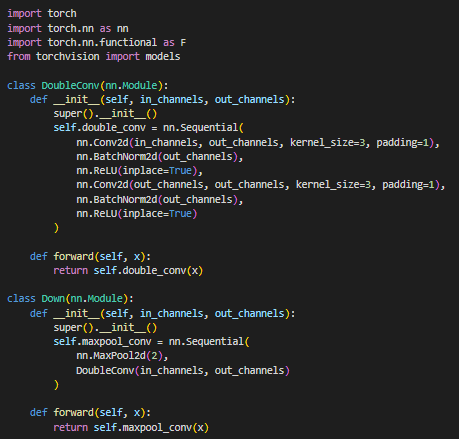 import torch
import torch.nn as nn
import torch.nn.functional as F
from torchvision import models

class DoubleConv(nn.Module):
    def __init__(self, in_channels, out_channels):
        super().__init__()
        self.double_conv = nn.Sequential(
            nn.Conv2d(in_channels, out_channels, kernel_size=3, padding=1),
            nn.BatchNorm2d(out_channels),
            nn.ReLU(inplace=True),
            nn.Conv2d(out_channels, out_channels, kernel_size=3, padding=1),
            nn.BatchNorm2d(out_channels),
            nn.ReLU(inplace=True)
        )

    def forward(self, x):
        return self.double_conv(x)

class Down(nn.Module):
    def __init__(self, in_channels, out_channels):
        super().__init__()
        self.maxpool_conv = nn.Sequential(
            nn.MaxPool2d(2),
            DoubleConv(in_channels, out_channels)
        )

    def forward(self, x):
        return self.maxpool_conv(x)